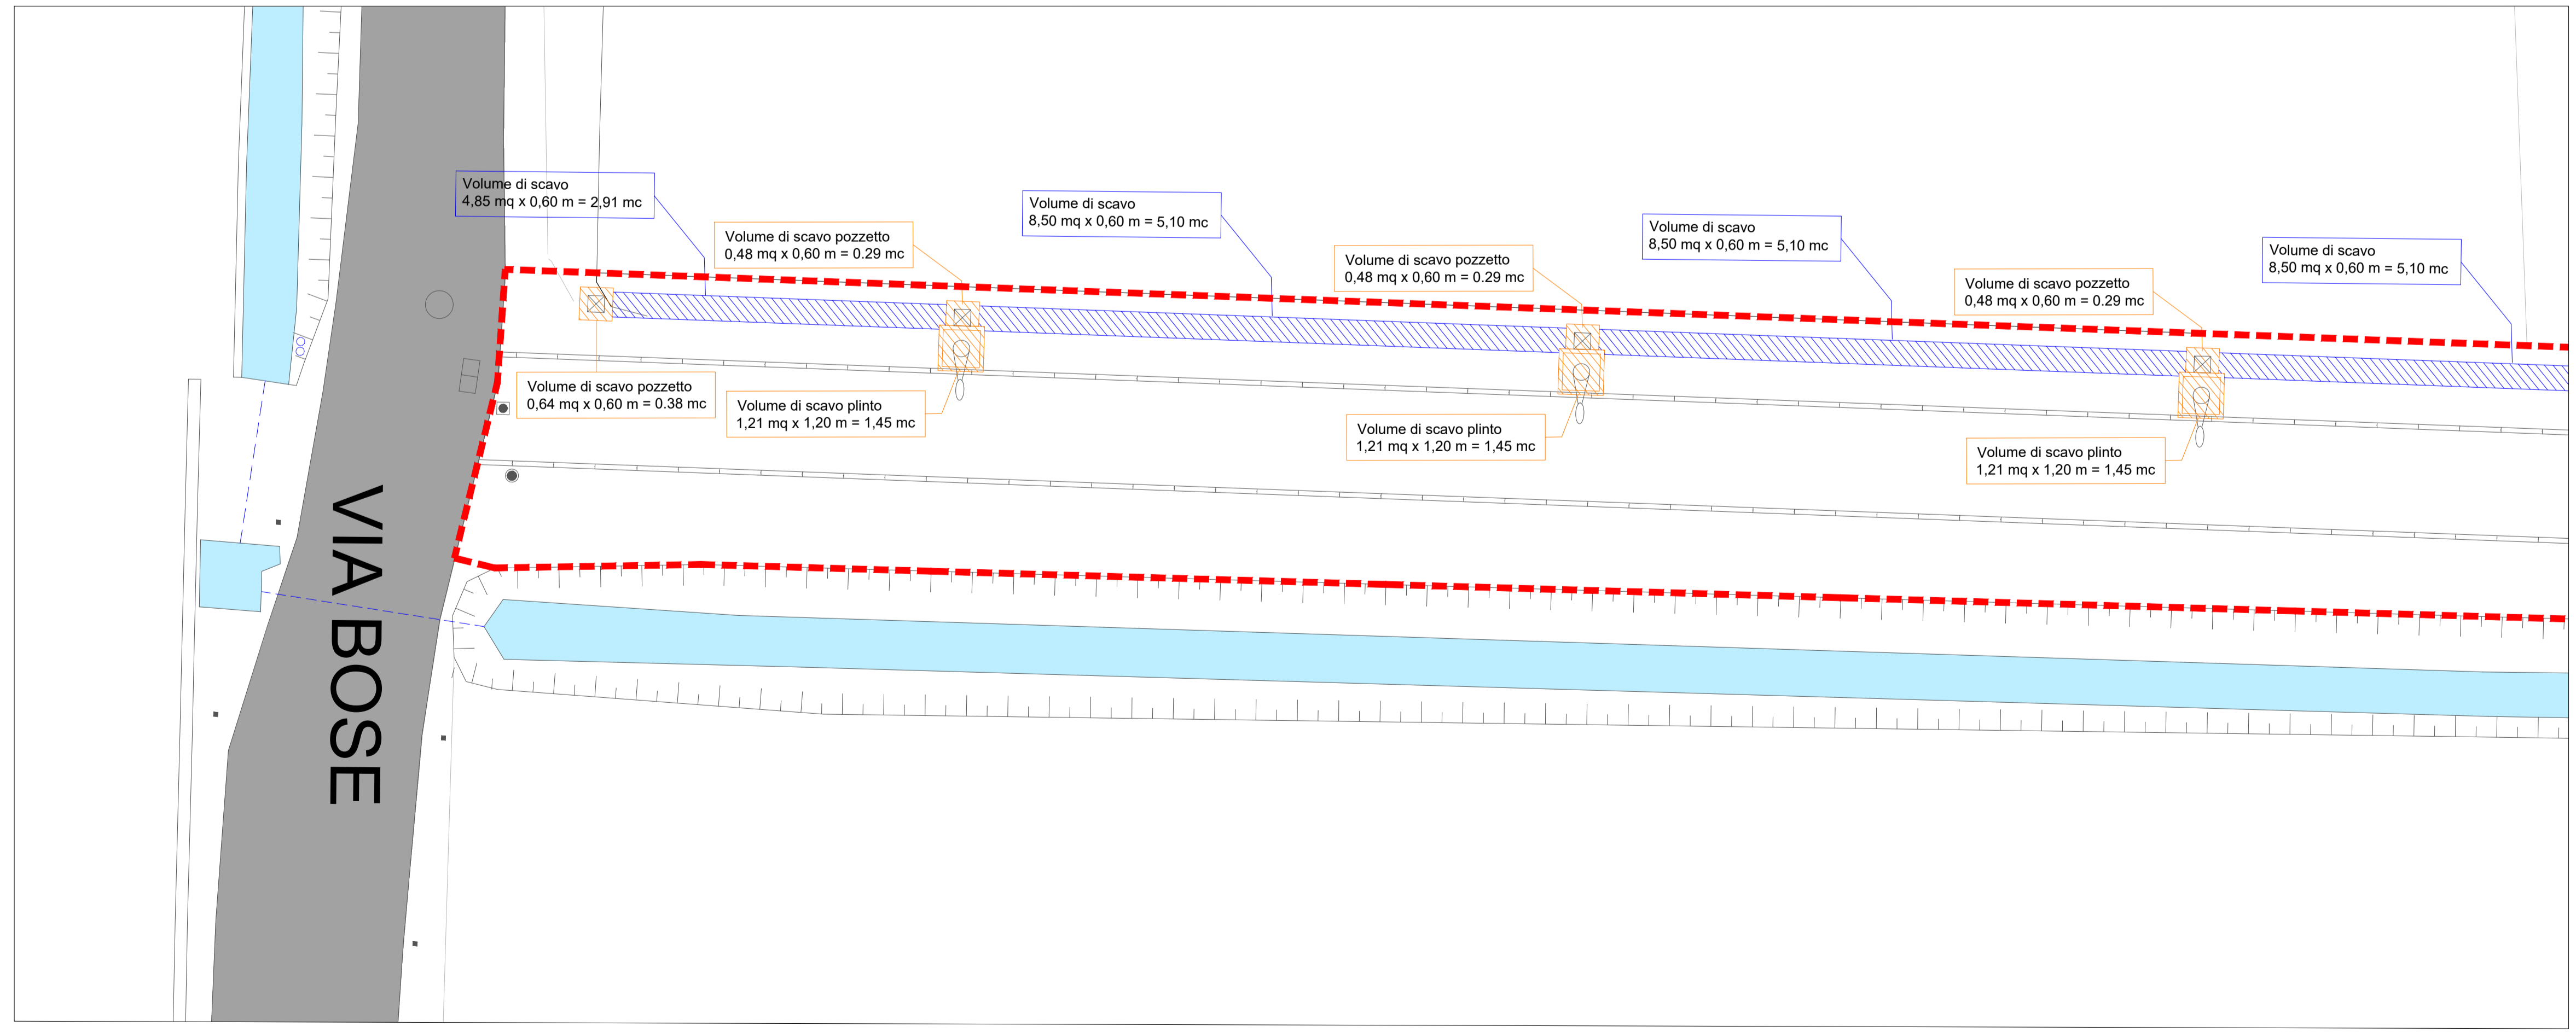 Volume di scavo
4,85 mq x 0,60 m = 2,91 mc
Volume di scavo pozzetto
0,48 mq x 0,60 m = 0.29 mc
Volume di scavo
8,50 mq x 0,60 m = 5,10 mc
Volume di scavo pozzetto
0,48 mq x 0,60 m = 0.29 mc
Volume di scavo
8,50 mq x 0,60 m = 5,10 mc
Volume di scavo pozzetto
0,48 mq x 0,60 m = 0.29 mc
Volume di scavo
8,50 mq x 0,60 m = 5,10 mc
Volume di scavo pozzetto
0,64 mq x 0,60 m = 0.38 mc
Volume di scavo plinto
1,21 mq x 1,20 m = 1,45 mc
Volume di scavo plinto
1,21 mq x 1,20 m = 1,45 mc
Volume di scavo plinto
1,21 mq x 1,20 m = 1,45 mc
VIA BOSE